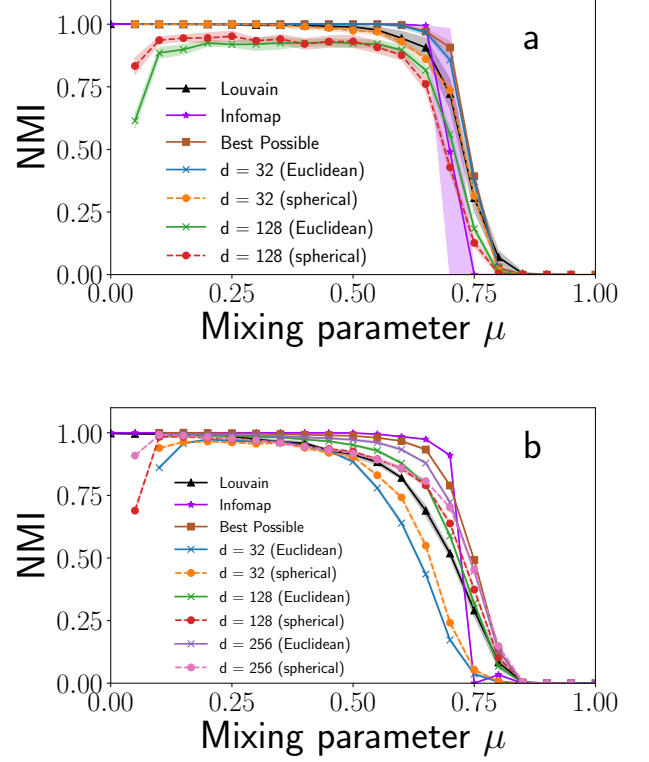 1.00
0.75
0.50
0.25
0.00
NMI
a
Louvain
Infomap
Best Possible
d = 32 (Euclidean)
d = 32 (spherical)
d = 128 (Euclidean)
d = 128 (spherical)
0.00 0.25 0.50 0.75 1.00
Mixing parameter μ
1.00
0.75
0.50
0.25
0.00
NMI
b
Louvain
Infomap
Best Possible
d = 32 (Euclidean)
d = 32 (spherical)
d = 128 (Euclidean)
d = 128 (spherical)
d = 256 (Euclidean)
d = 256 (spherical)
0.00 0.25 0.50 0.75 1.00
Mixing parameter μ